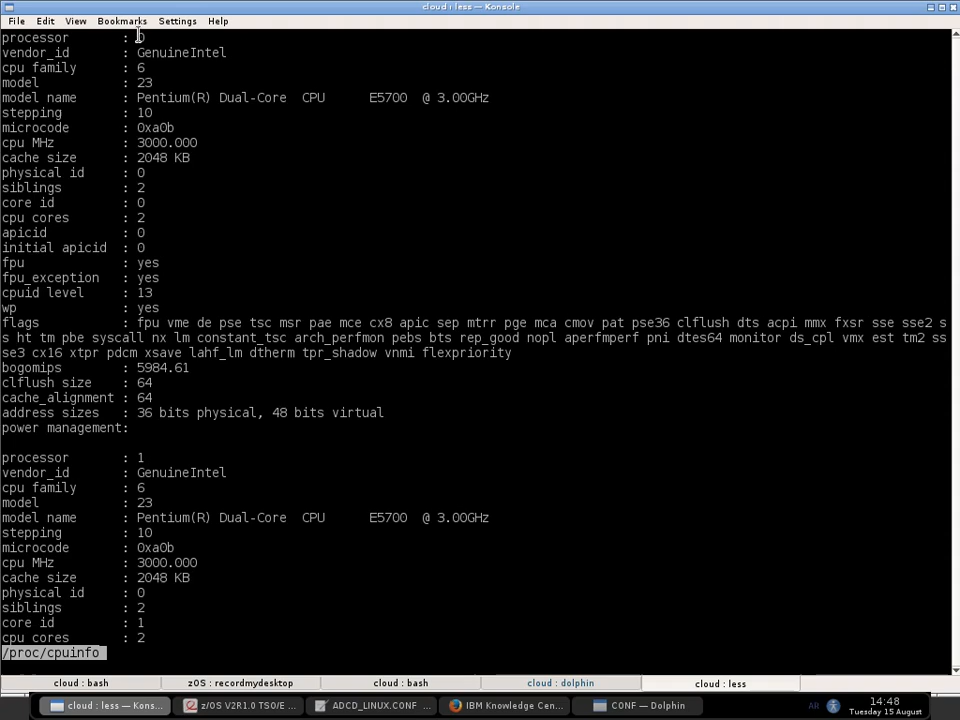 cloud : less — Konsole
File Edit View Bookmarks Settings Help
processor : 0
vendor_id : GenuineIntel
cpu family : 6
model : 23
model name : Pentium(R) Dual-Core CPU E5700 @ 3.00GHz
stepping : 10
microcode : 0xa0b
cpu MHz : 3000.000
cache size : 2048 KB
physical id : 0
siblings : 2
core id : 0
cpu cores : 2
apicid : 0
initial apicid : 0
fpu : yes
fpu_exception : yes
cpuid level : 13
wp : yes
flags : fpu vme de pse tsc msr pae mce cx8 apic sep mtrr pge mca cmov pat pse36 clflush dts acpi mmx fxsr sse sse2 s
s ht tm pbe syscall nx lm constant_tsc arch_perfmon pebs bts rep_good nopl aperfmperf pni dtes64 monitor ds_cpl vmx est tm2 ss
se3 cx16 xtpr pdcm xsave lahf_lm dtherm tpr_shadow vnmi flexpriority
bogomips : 5984.61
clflush size : 64
cache_alignment : 64
address sizes : 36 bits physical, 48 bits virtual
power management:
processor : 1
vendor_id : GenuineIntel
cpu family : 6
model : 23
model name : Pentium(R) Dual-Core CPU E5700 @ 3.00GHz
stepping : 10
microcode : 0xa0b
cpu MHz : 3000.000
cache size : 2048 KB
physical id : 0
siblings : 2
core id : 1
cpu cores : 2
/proc/cpuinfo
cloud : bash zOS : recordmydesktop cloud : bash cloud : dolphin cloud : less
cloud : less — Kons... z/OS V2R1.0 TSO/E ... ADCD_LINUX.CONF ... IBM Knowledge Cen... CONF — Dolphin AR 14:48
Tuesday 15 August